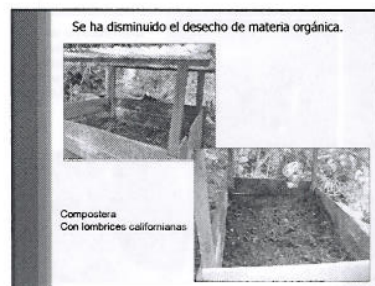 Se ha disminuido el desecho de materia orgánica.
Compostera
Con lombrices californianas